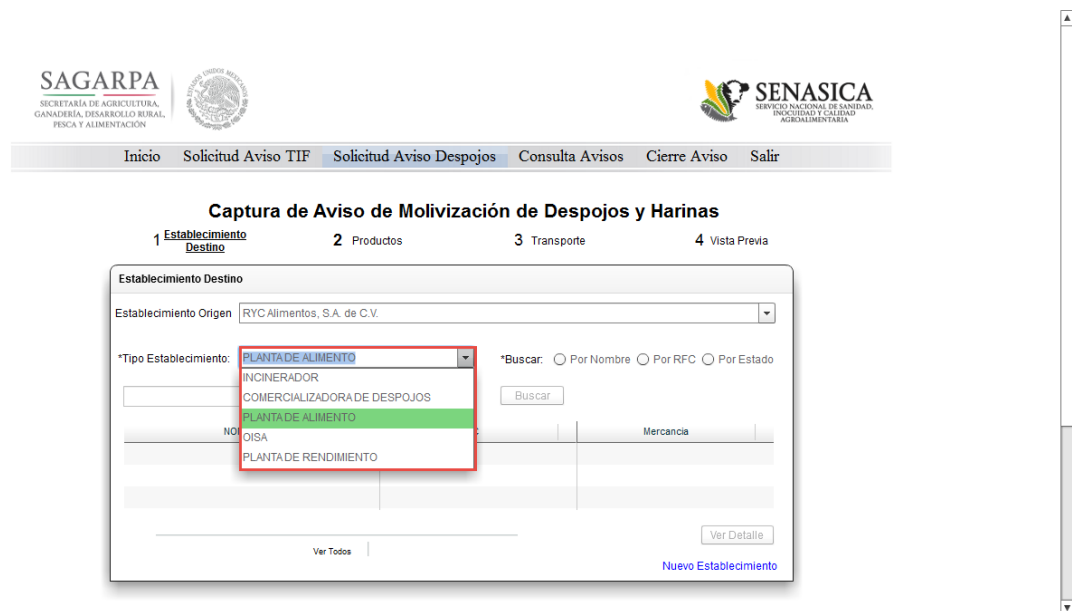 SAGARPA
SECRETARÍA DE AGRICULTURA,
GANADERÍA, DESARROLLO RURAL,
PESCA Y ALIMENTACIÓN
ESTADOS UNIDOS MEXICANOS
SENASICA
SERVICIO NACIONAL DE SANIDAD,
INOCUIDAD Y CALIDAD
AGROALIMENTARIA
Inicio Solicitud Aviso TIF Solicitud Aviso Despojos Consulta Avisos Cierre Aviso Salir
Captura de Aviso de Molivización de Despojos y Harinas
1 Establecimiento
Destino
2 Productos 3 Transporte 4 Vista Previa
Establecimiento Destino
Establecimiento Origen RYC Alimentos, S.A. de C.V.
*Tipo Establecimiento: PLANTA DE ALIMENTO *Buscar: Por Nombre Por RFC Por Estado
INCINERADOR
COMERCIALIZADORA DE DESPOJOS Buscar
PLANTA DE ALIMENTO
NO Mercancia
OISA
PLANTA DE RENDIMIENTO
Ver Detalle
Ver Todos
Nuevo Establecimiento